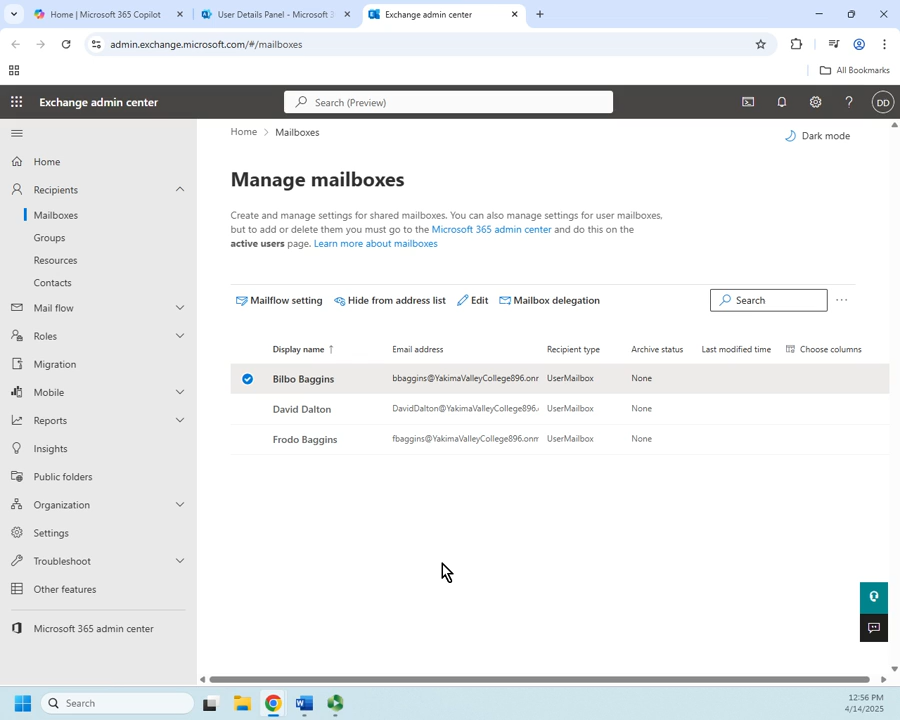 Home | Microsoft 365 Copilot
User Details Panel - Microsoft 3
Exchange admin center
admin.exchange.microsoft.com/#/mailboxes
All Bookmarks
Exchange admin center
Search (Preview)
DD
Home
Recipients
Mailboxes
Groups
Resources
Contacts
Mail flow
Roles
Migration
Mobile
Reports
Insights
Public folders
Organization
Settings
Troubleshoot
Other features
Microsoft 365 admin center
Home > Mailboxes
Dark mode
Manage mailboxes
Create and manage settings for shared mailboxes. You can also manage settings for user mailboxes,
but to add or delete them you must go to the Microsoft 365 admin center and do this on the
active users page. Learn more about mailboxes
Mailflow setting Hide from address list Edit Mailbox delegation Search
Display name ↑ Email address Recipient type Archive status Last modified time Choose columns
Bilbo Baggins bbaggins@YakimaValleyCollege896.onr UserMailbox None
David Dalton DavidDalton@YakimaValleyCollege896. UserMailbox None
Frodo Baggins fbaggins@YakimaValleyCollege896.onm UserMailbox None
Search
12:56 PM
4/14/2025